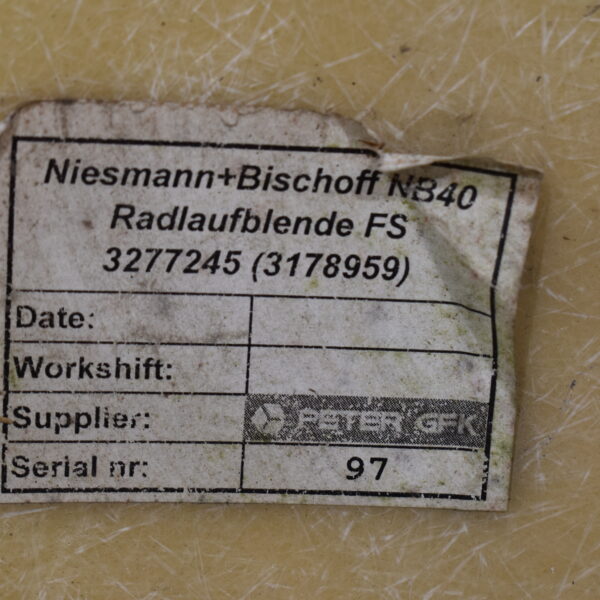 Niesmann+Bischoff NB40
Radlaufblende FS
3277245 (3178959)
Date:
Workshift:
Supplier: PETER GFK
Serial nr: 97